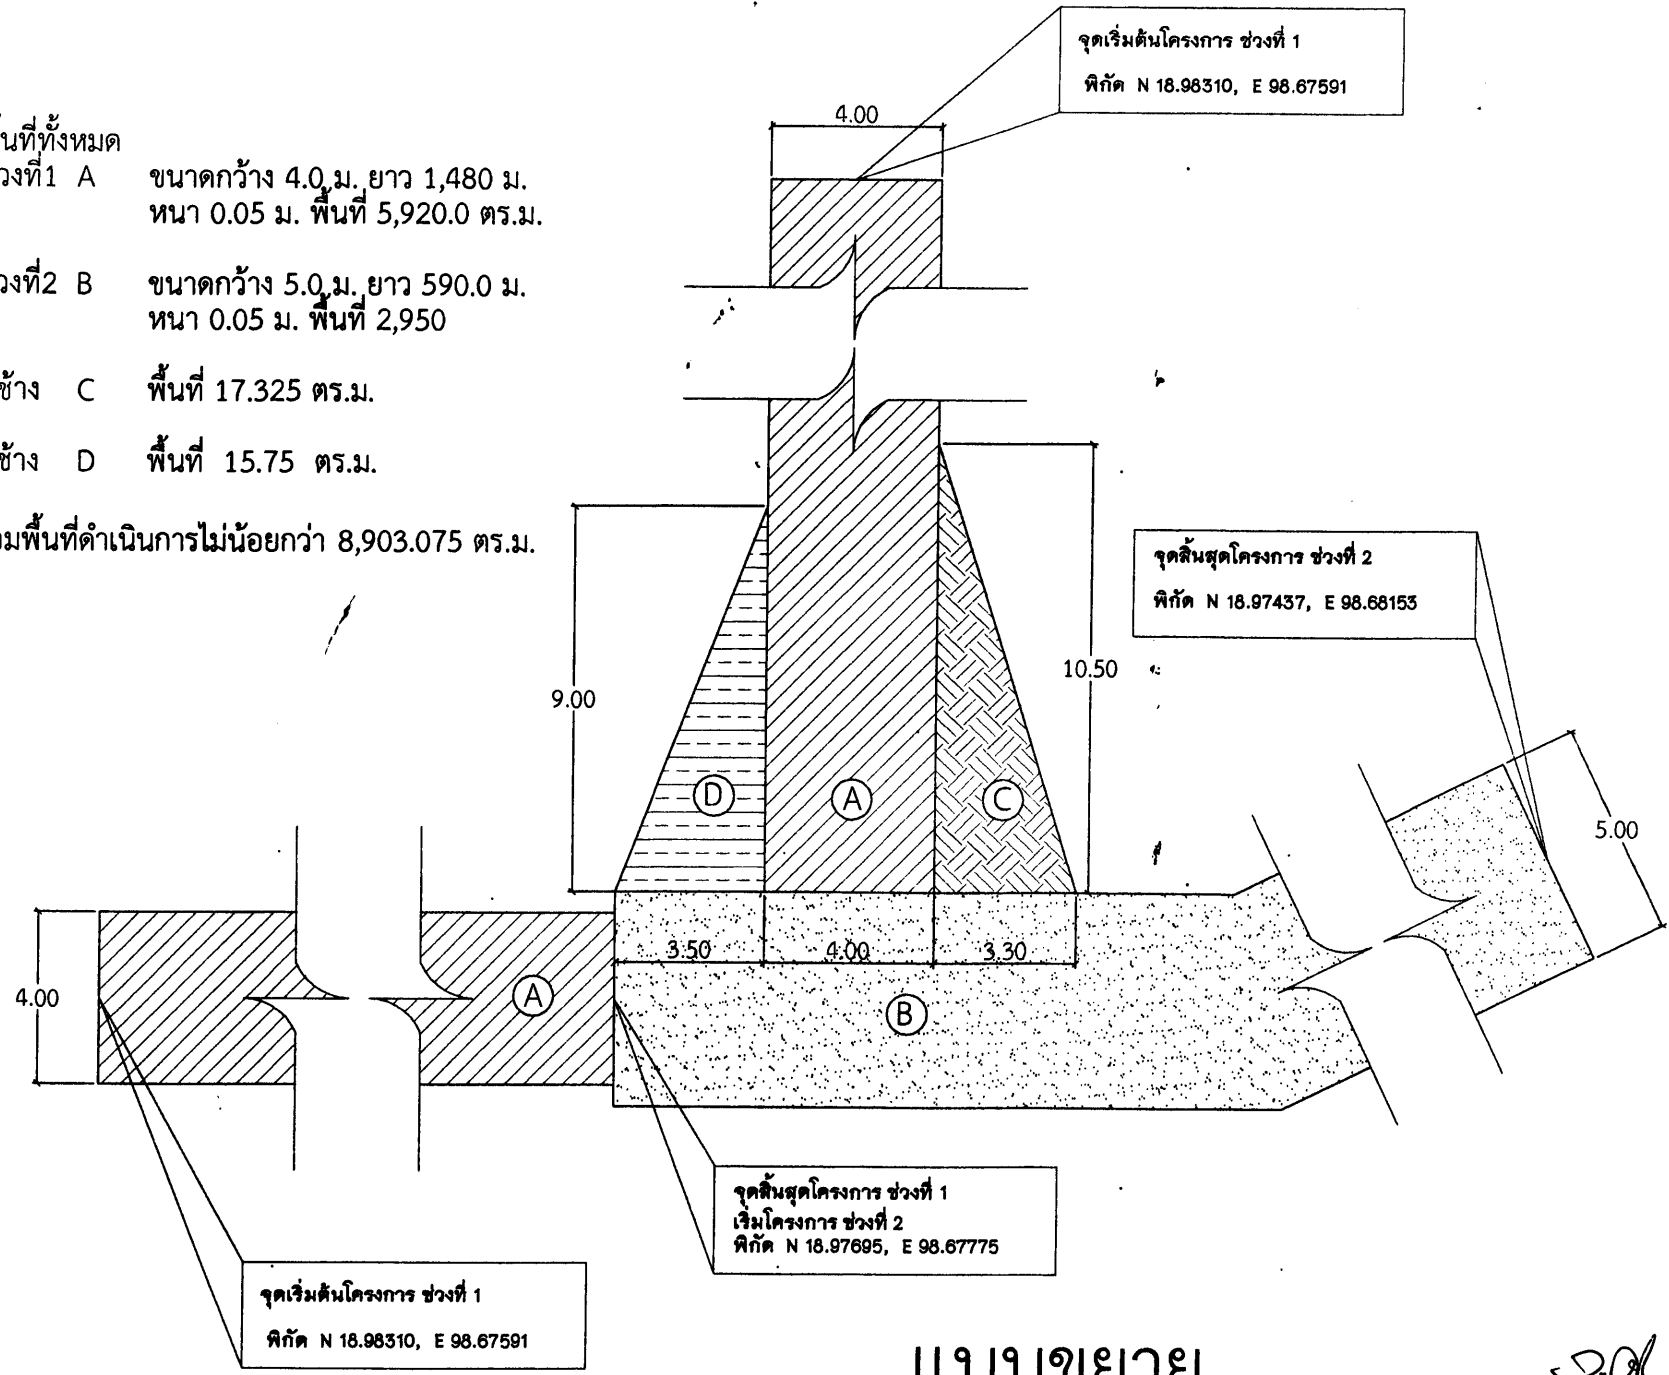 จุดเริ่มต้นโครงการ ช่วงที่ 1
พิกัด N 18.98310, E 98.67591
4.00
ที่ทั้งหมด
A ขนาดกว้าง 4.0 ม. ยาว 1,480 ม.
หนา 0.05 ม. พื้นที่ 5,920.0 ตร.ม.
B ขนาดกว้าง 5.0 ม. ยาว 590.0 ม.
หนา 0.05 ม. พื้นที่ 2,950
ช้าง C พื้นที่ 17.325 ตร.ม.
ช้าง D พื้นที่ 15.75 ตร.ม.
พื้นที่ดำเนินการไม่น้อยกว่า 8,903.075 ตร.ม.
จุดสิ้นสุดโครงการ ช่วงที่ 2
พิกัด N 18.97437, E 98.68153
9.00
10.50
D
A
C
5.00
3.50
4.00
3.30
4.00
A
B
จุดสิ้นสุดโครงการ ช่วงที่ 1
เริ่มโครงการ ช่วงที่ 2
พิกัด N 18.97695, E 98.67775
จุดเริ่มต้นโครงการ ช่วงที่ 1
พิกัด N 18.98310, E 98.67591
แบบขยาย